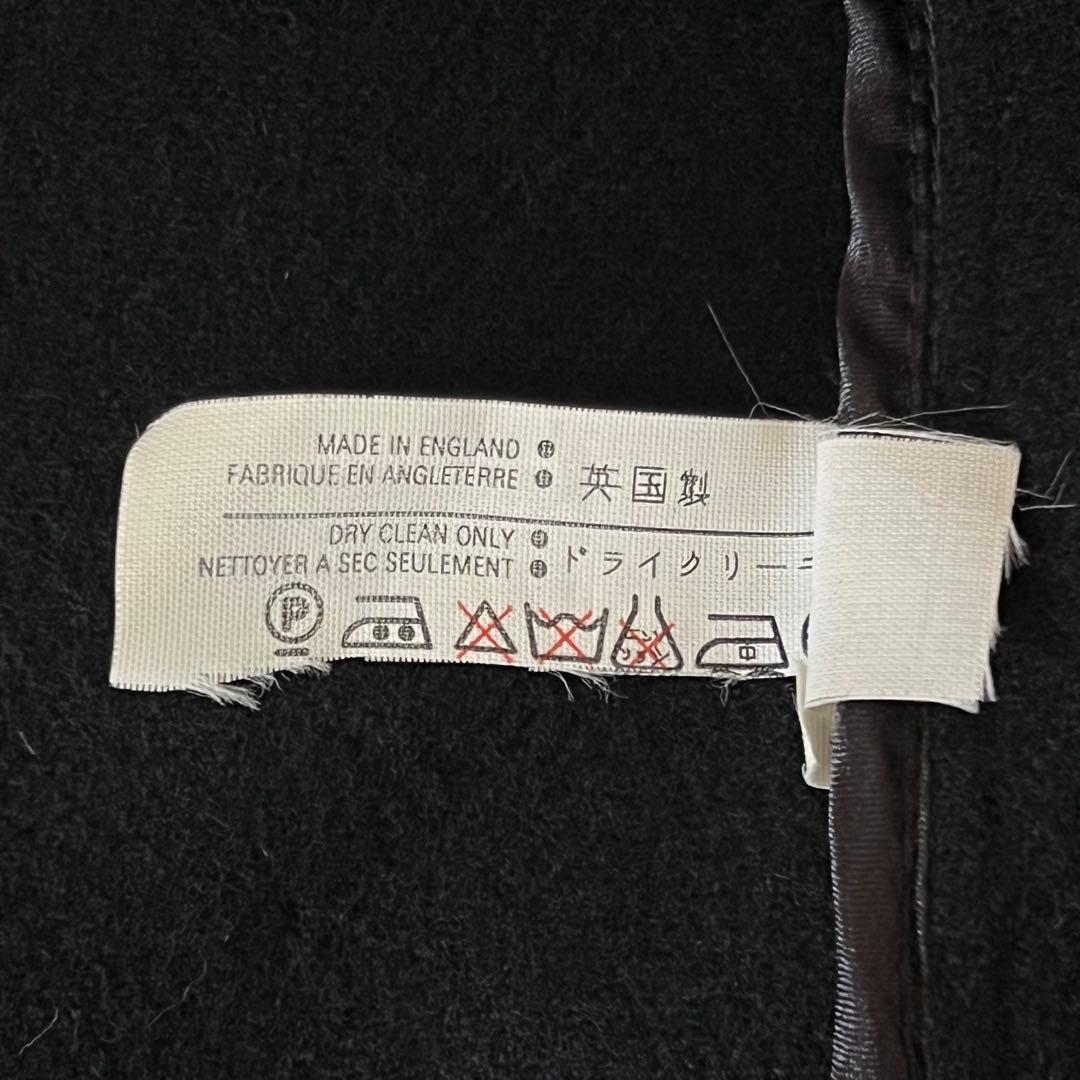 MADE IN ENGLAND
FABRIQUE EN ANGLETERRE
英国製
DRY CLEAN ONLY
NETTOYER A SEC SEULEMENT
ドライクリー
P
中